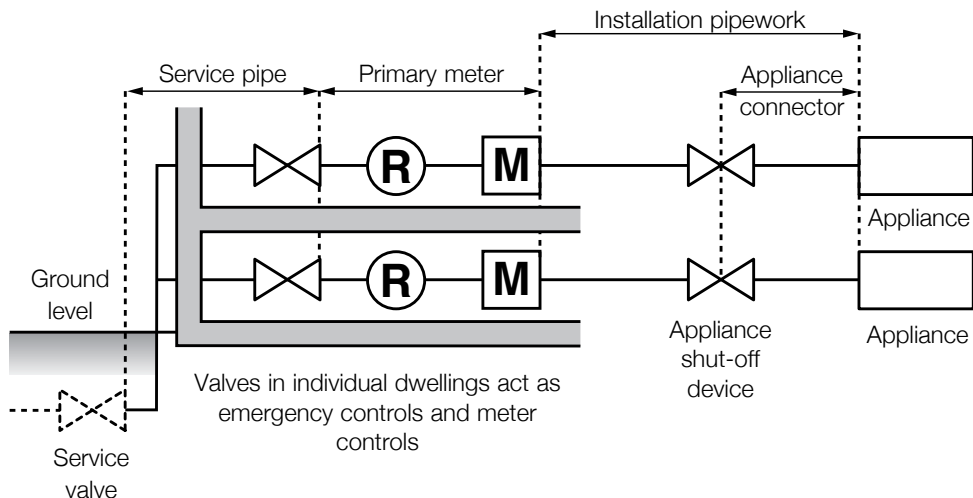 Installation pipework
Service pipe
Primary meter
Appliance
connector
R
M
Appliance
R
M
Appliance
Ground
level
Appliance
shut-off
device
Valves in individual dwellings act as
emergency controls and meter
controls
Service
valve